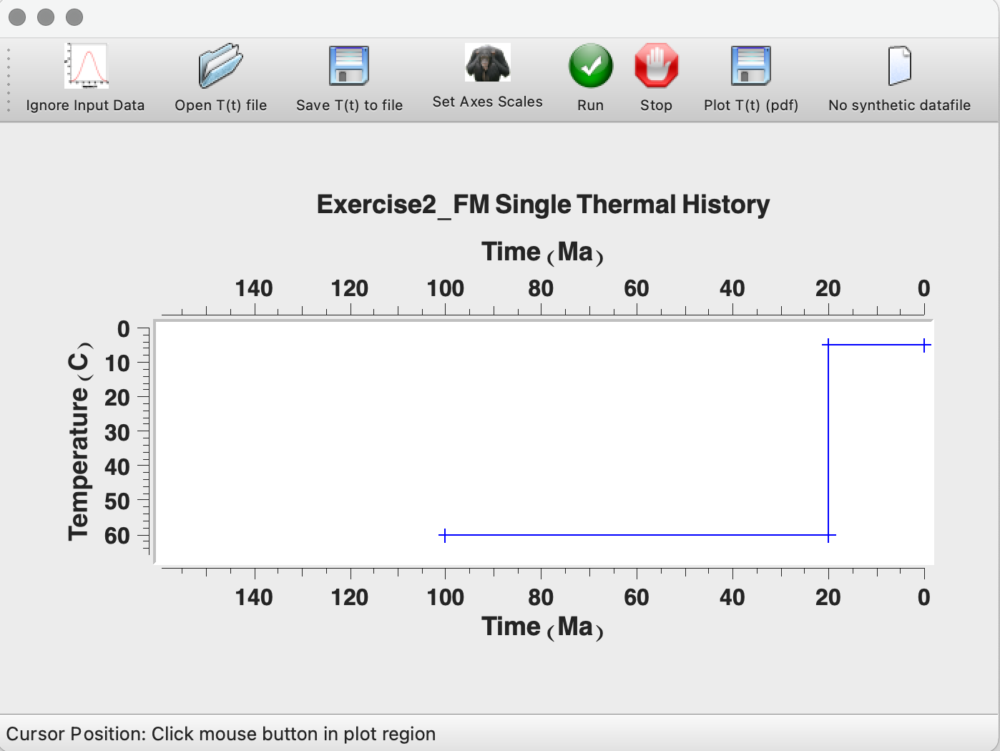 Ignore Input Data Open T(t) file Save T(t) to file Set Axes Scales Run Stop Plot T(t) (pdf) No synthetic datafile
Exercise2_FM Single Thermal History
Time (Ma)
140 120 100 80 60 40 20 0
Temperature (C)
0
10
20
30
40
50
60
140 120 100 80 60 40 20 0
Time (Ma)
Cursor Position: Click mouse button in plot region